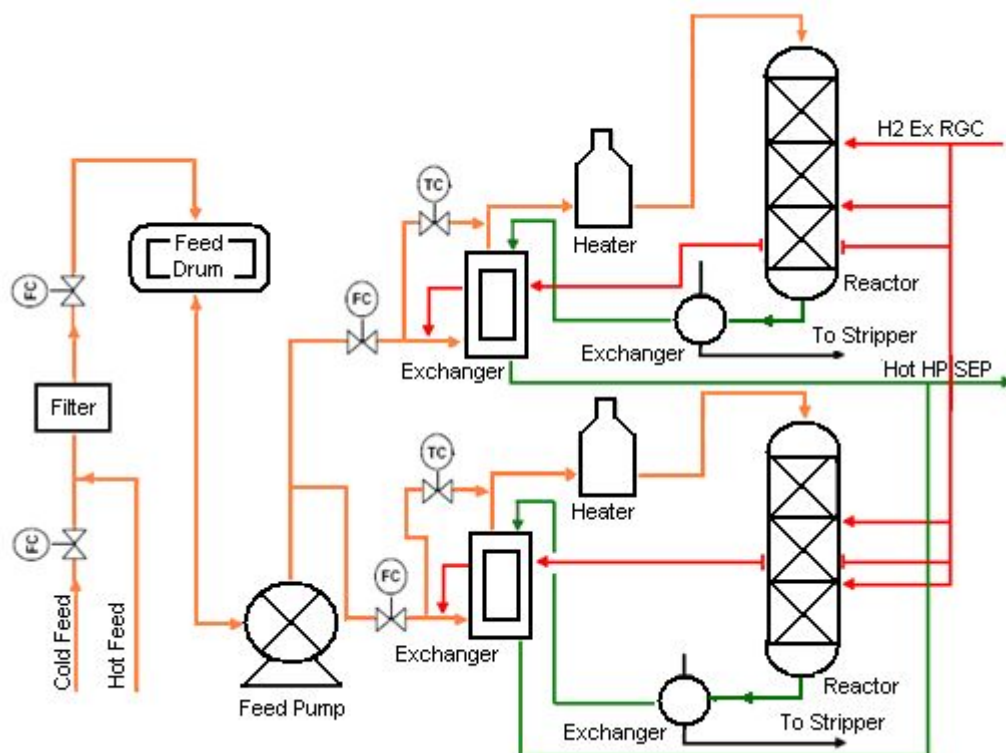 TC
H2 Ex RGC
FC
Feed
Drum
Heater
FC
Reactor
Exchanger
To Stripper
Exchanger
Hot HP SEP
Filter
TC
Heater
FC
FC
Cold Feed
Hot Feed
Exchanger
Feed Pump
Reactor
Exchanger
To Stripper